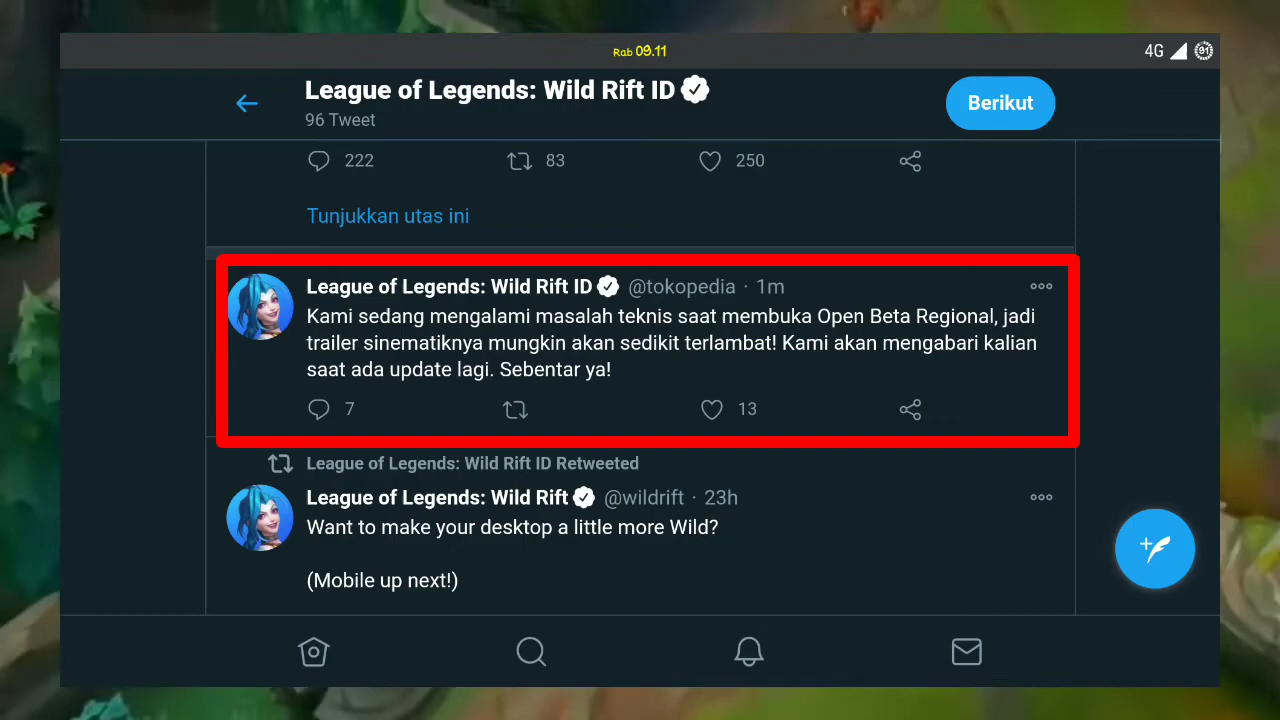 Rab 09.11
4G
91
League of Legends: Wild Rift ID
96 Tweet
Berikut
222
83
250
Tunjukkan utas ini
League of Legends: Wild Rift ID @tokopedia · 1m
Kami sedang mengalami masalah teknis saat membuka Open Beta Regional, jadi
trailer sinematiknya mungkin akan sedikit terlambat! Kami akan mengabari kalian
saat ada update lagi. Sebentar ya!
7
13
League of Legends: Wild Rift ID Retweeted
League of Legends: Wild Rift @wildrift · 23h
Want to make your desktop a little more Wild?
(Mobile up next!)